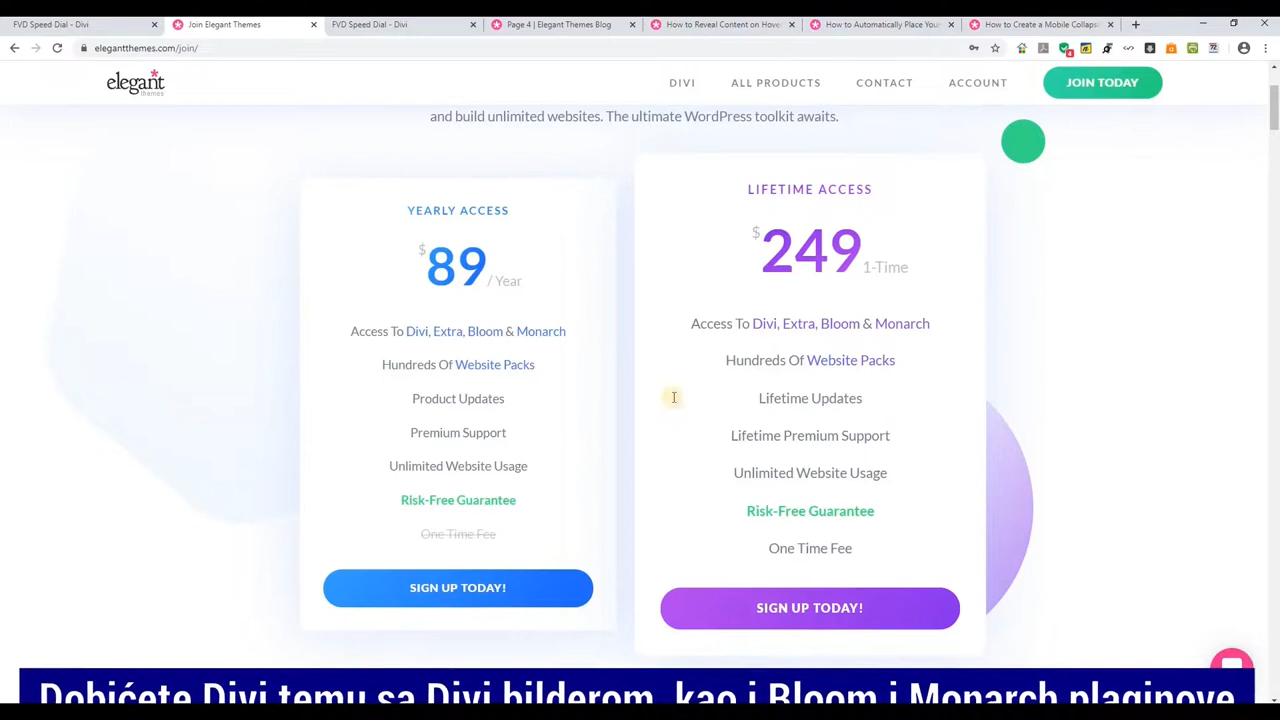 FVD Speed Dial - Divi
Join Elegant Themes
FVD Speed Dial - Divi
Page 4 | Elegant Themes Blog
How to Reveal Content on Hove
How to Automatically Place You
How to Create a Mobile Collaps
elegantthemes.com/join/
elegant
themes
DIVI
ALL PRODUCTS
CONTACT
ACCOUNT
JOIN TODAY
and build unlimited websites. The ultimate WordPress toolkit awaits.
YEARLY ACCESS
$89/ Year
Access To Divi, Extra, Bloom & Monarch
Hundreds Of Website Packs
Product Updates
Premium Support
Unlimited Website Usage
Risk-Free Guarantee
One Time Fee
SIGN UP TODAY!
LIFETIME ACCESS
$249 1-Time
Access To Divi, Extra, Bloom & Monarch
Hundreds Of Website Packs
Lifetime Updates
Lifetime Premium Support
Unlimited Website Usage
Risk-Free Guarantee
One Time Fee
SIGN UP TODAY!
Dobićete Divi temu sa Divi bilderom, kao i Bloom i Monarch plaginove